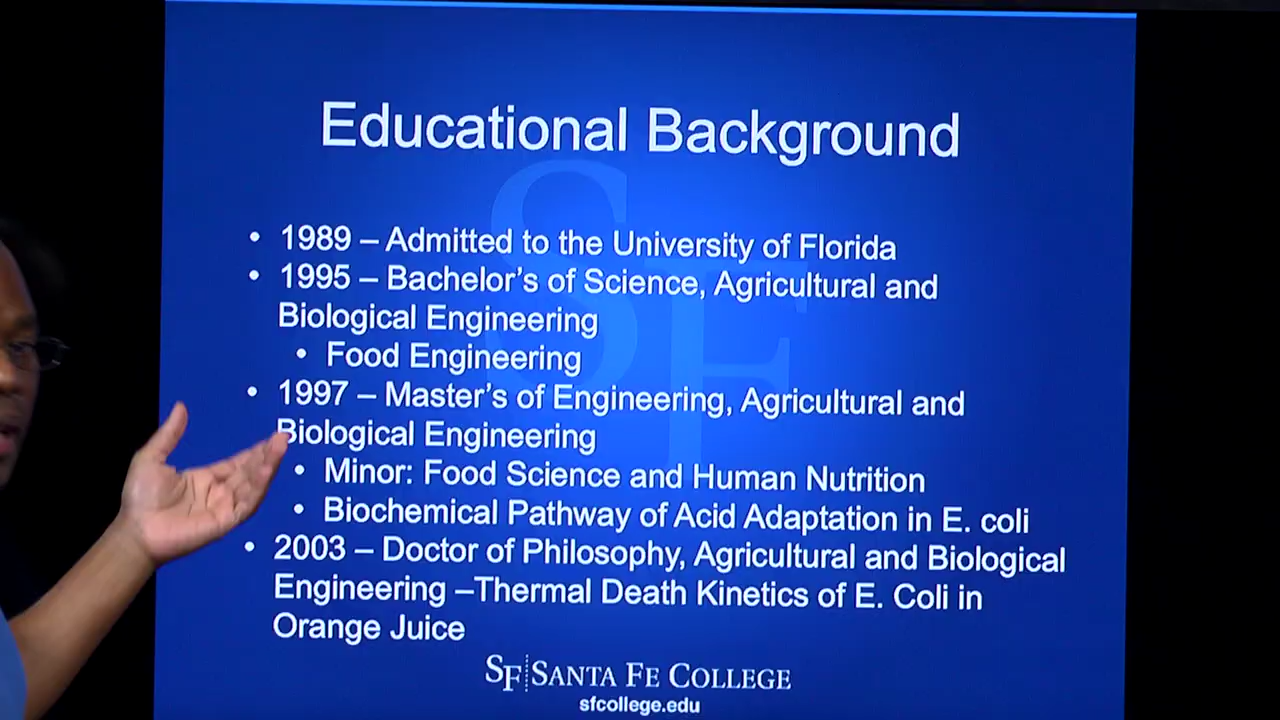 Educational Background
• 1989 – Admitted to the University of Florida
• 1995 – Bachelor's of Science, Agricultural and
Biological Engineering
• Food Engineering
• 1997 – Master's of Engineering, Agricultural and
Biological Engineering
• Minor: Food Science and Human Nutrition
• Biochemical Pathway of Acid Adaptation in E. coli
• 2003 – Doctor of Philosophy, Agricultural and Biological
Engineering –Thermal Death Kinetics of E. Coli in
Orange Juice
SF SANTA FE COLLEGE
sfcollege.edu
SF